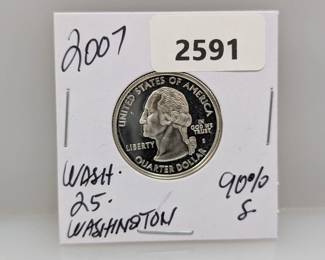 2007
2591
UNITED STATES OF AMERICA
LIBERTY
IN
GOD WE
TRUST
S
QUARTER DOLLAR
WASH.
25.
WASHINGTON
90%
S